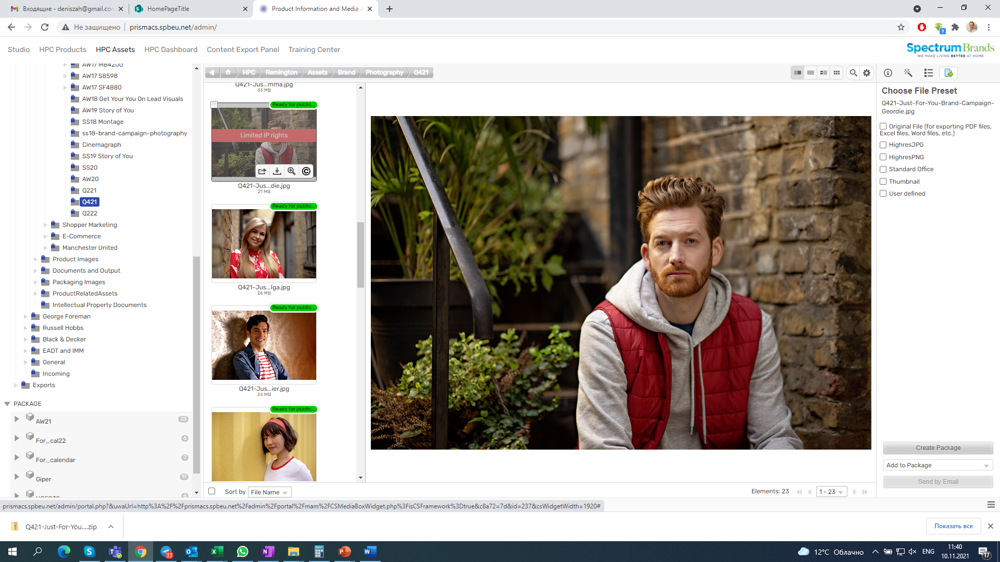 Входящие - deniszah@gmail.con
HomePageTitle
Product Information and Media A
Не защищено
prismacs.spbeu.net/admin/
Studio
HPC Products
HPC Assets
HPC Dashboard
Content Export Panel
Training Center
Spectrum Brands
WE MAKE LIVING BETTER AT HOME
AW17 MB4200
AW17 S8598
AW17 SF4880
AW18 Get Your You On Lead Visuals
AW19 Story of You
SS18 Montage
ss18-brand-campaign-photography
Cinemagraph
SS19 Story of You
SS20
AW20
Q221
Q421
Q222
Shopper Marketing
E-Commerce
Manchester United
Product Images
Documents and Output
Packaging Images
ProductRelatedAssets
Intellectual Property Documents
George Foreman
Russell Hobbs
Black & Decker
EADT and IMM
General
Incoming
Exports
PACKAGE
AW21
23
For_cal22
6
For_calendar
7
Giper
17
HPC
Remington
Assets
Brand
Photography
Q421
Q421-Jus...mma.jpg
33 MB
Ready for public...
Limited IP rights
Q421-Jus...die.jpg
21 MB
Ready for public...
Q421-Jus...lga.jpg
26 MB
Ready for public...
Q421-Jus...ier.jpg
34 MB
Ready for public...
Sort by
File Name
Elements: 23
1 - 23
Choose File Preset
Q421-Just-For-You-Brand-Campaign-
Geordie.jpg
Original File (for exporting PDF files,
Excel files, Word files, etc.)
HighresJPG
HighresPNG
Standard Office
Thumbnail
User defined
Create Package
Add to Package
Send by Email
prismacs.spbeu.net/admin/portal.php?&uwaUrl=http%3A%2F%2Fprismacs.spbeu.net%2Fadmin%2Fportal%2Fmam%2FCSMediaBoxWidget.php%3FisCSFramework%3Dtrue&c8a72=7d&id=237&csWidgetWidth=1920#
Q421-Just-For-You....zip
Показать все
33
12°C Облачно
ENG
11:40
10.11.2021
17